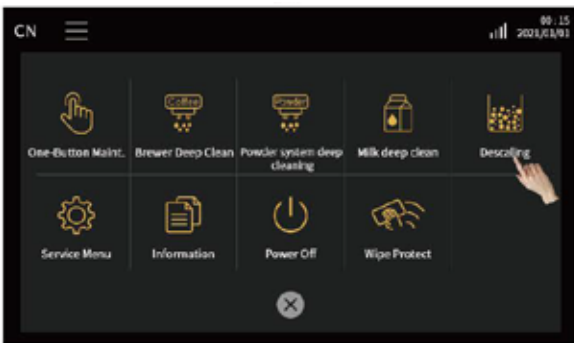 CN
00:15
2021/01/01
Coffee
Powder
One-Button Maint.
Brewer Deep Clean
Powder system deep
cleaning
Milk deep clean
Descaling
Service Menu
Information
Power Off
Wipe Protect